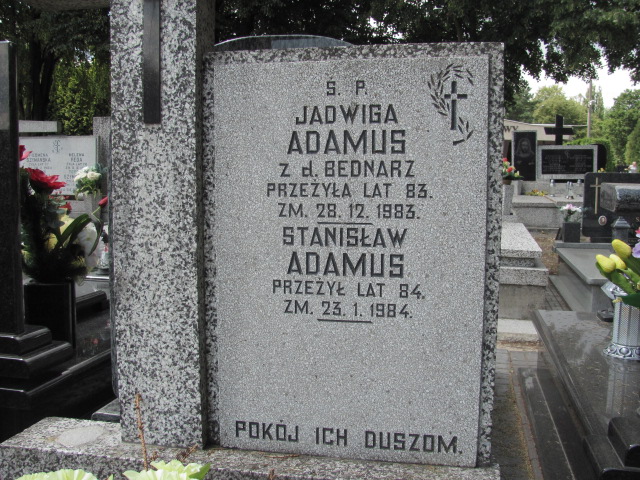 Ś. P.
JADWIGA
ADAMUS
Z d. BEDNARZ
PRZEŻYŁA LAT 83.
ZM. 28. 12. 1983.
STANISŁAW
ADAMUS
PRZEŻYŁ LAT 84.
ZM. 23. 1. 1984.
POKÓJ ICH DUSZOM.